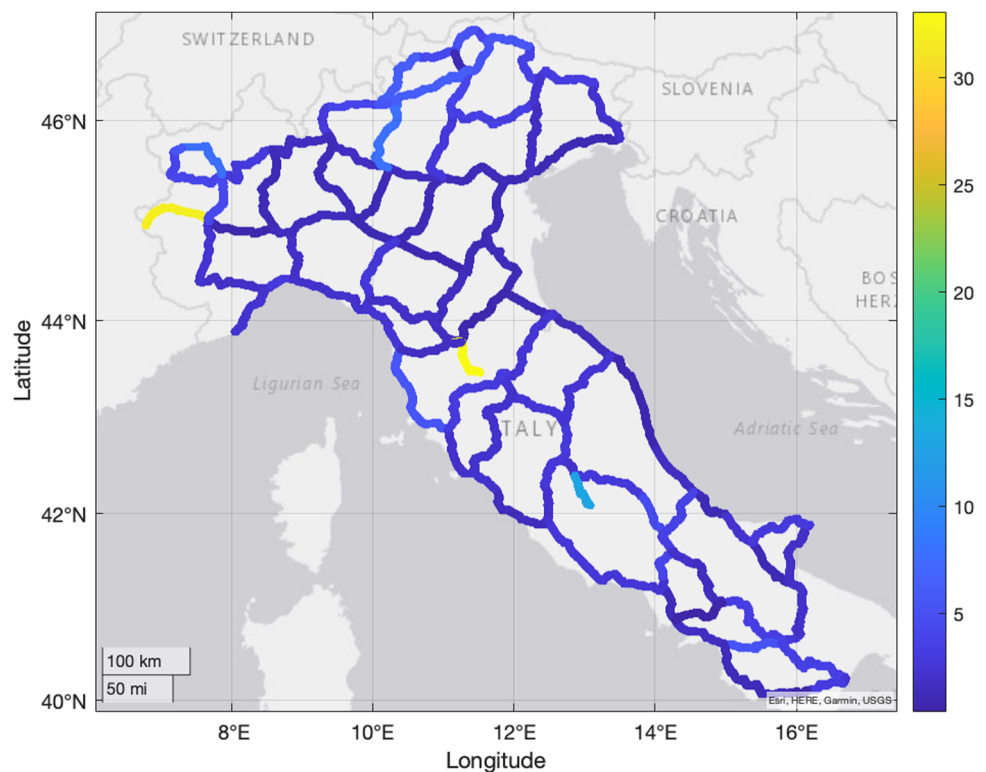 SWITZERLAND
SLOVENIA
CROATIA
BOS
HERZ
Ligurian Sea
TALY
Adriatic Sea
46°N
44°N
42°N
40°N
Latitude
100 km
50 mi
Esri, HERE, Garmin, USGS
8°E
10°E
12°E
14°E
16°E
Longitude
30
25
20
15
10
5